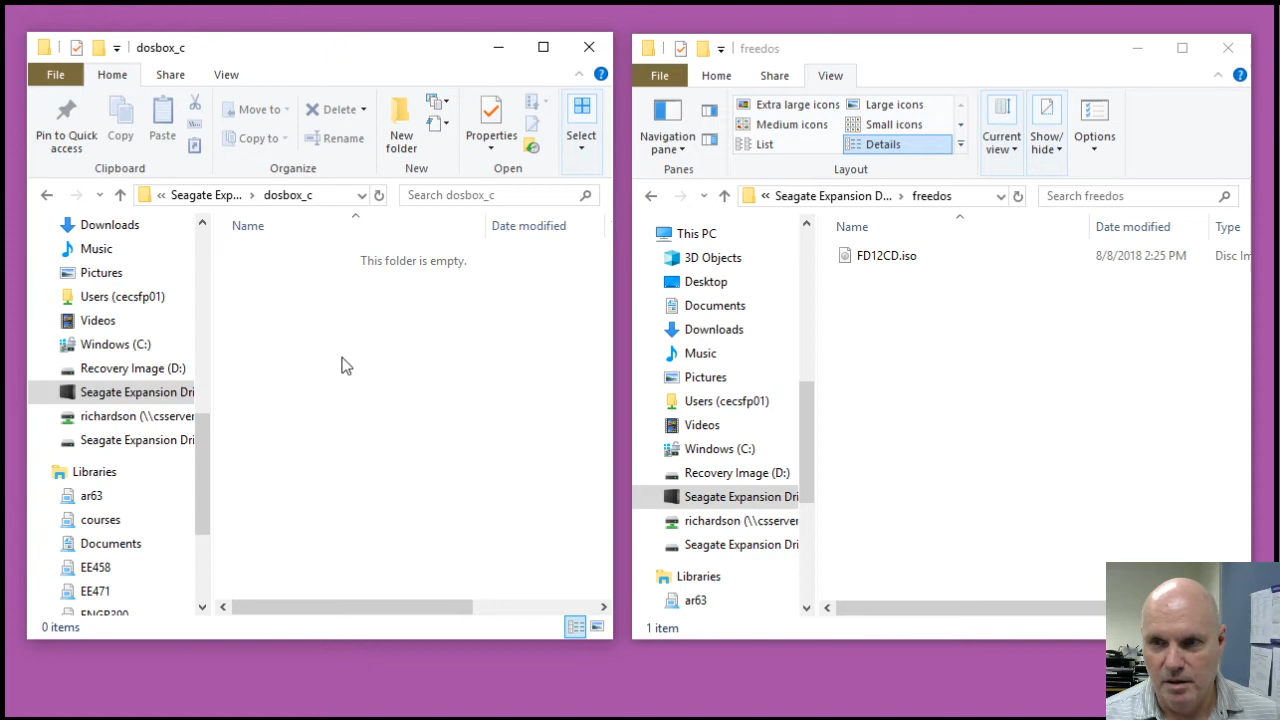 dosbox_c
File Home Share View
Pin to Quick access
Copy
Paste
Clipboard
Move to
Copy to
Delete
Rename
Organize
New folder
New
Properties
Open
Select
« Seagate Exp... > dosbox_c
Search dosbox_c
Name Date modified
This folder is empty.
Downloads
Music
Pictures
Users (cecsfp01)
Videos
Windows (C:)
Recovery Image (D:)
Seagate Expansion Dri
richardson (\\csserver
Seagate Expansion Dri
Libraries
ar63
courses
Documents
EE458
EE471
ENGR390
0 items
freedos
File Home Share View
Navigation pane
Panes
Extra large icons Large icons
Medium icons Small icons
List Details
Layout
Current view
Show/ hide
Options
« Seagate Expansion D... > freedos
Search freedos
Name Date modified Type
FD12CD.iso 8/8/2018 2:25 PM Disc Im
This PC
3D Objects
Desktop
Documents
Downloads
Music
Pictures
Users (cecsfp01)
Videos
Windows (C:)
Recovery Image (D:)
Seagate Expansion Dri
richardson (\\csserver
Seagate Expansion Dri
Libraries
ar63
1 item